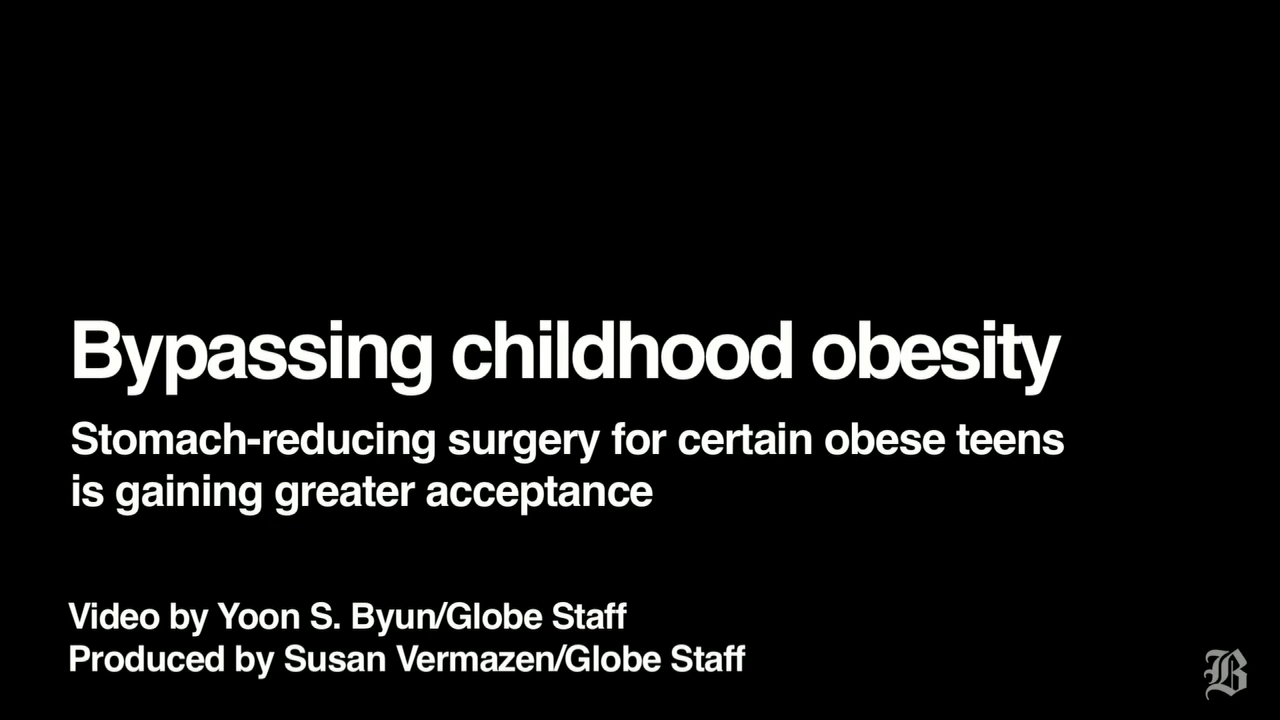 Bypassing childhood obesity
Stomach-reducing surgery for certain obese teens
is gaining greater acceptance
Video by Yoon S. Byun/Globe Staff
Produced by Susan Vermazen/Globe Staff
B